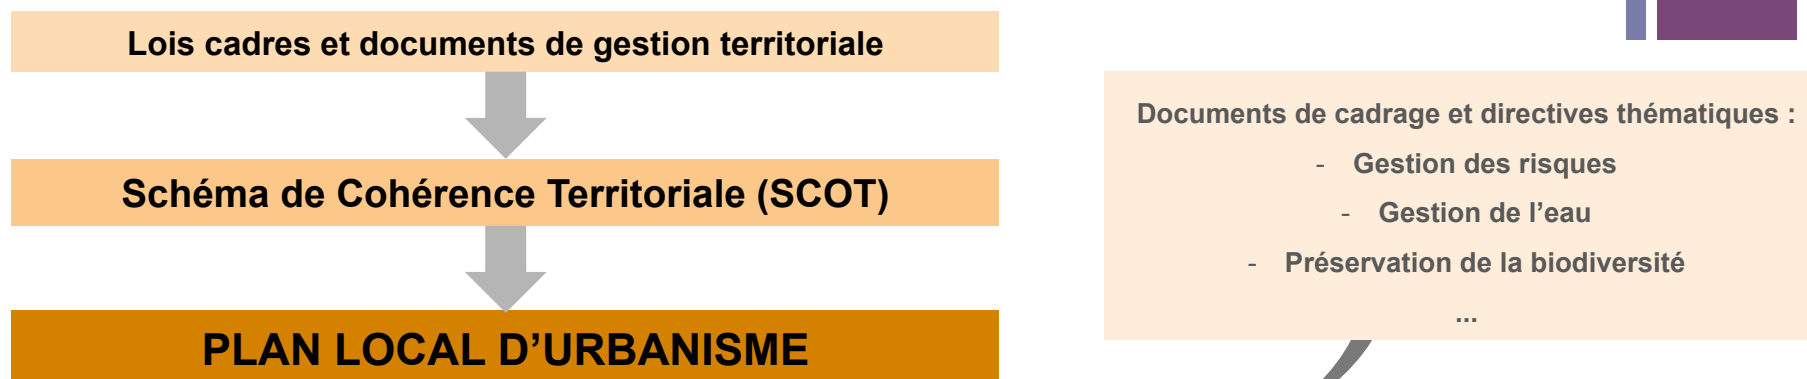 Lois cadres et documents de gestion territoriale
Schéma de Cohérence Territoriale (SCOT)
PLAN LOCAL D’URBANISME
Documents de cadrage et directives thématiques :
- Gestion des risques
- Gestion de l’eau
- Préservation de la biodiversité
...